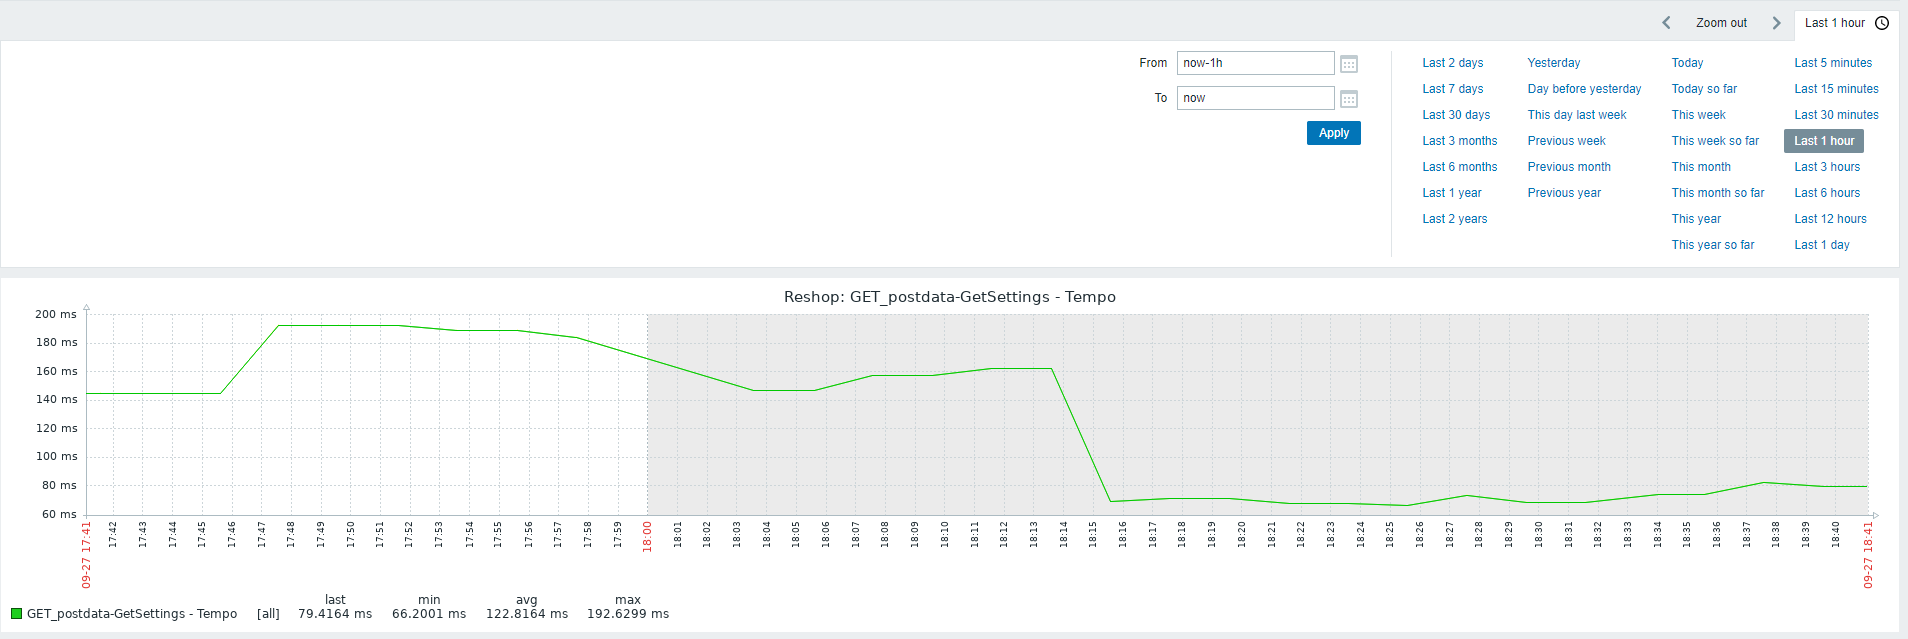 Zoom out
Last 1 hour
From now-1h
To now
Apply
Last 2 days Yesterday Today Last 5 minutes
Last 7 days Day before yesterday Today so far Last 15 minutes
Last 30 days This day last week This week Last 30 minutes
Last 3 months Previous week This week so far Last 1 hour
Last 6 months Previous month This month Last 3 hours
Last 1 year Previous year This month so far Last 6 hours
Last 2 years This year Last 12 hours
This year so far Last 1 day
Reshop: GET_postdata-GetSettings - Tempo
200 ms
180 ms
160 ms
140 ms
120 ms
100 ms
80 ms
60 ms
09-27 17:41 17:42 17:43 17:44 17:45 17:46 17:47 17:48 17:49 17:50 17:51 17:52 17:53 17:54 17:55 17:56 17:57 17:58 17:59 18:00 18:01 18:02 18:03 18:04 18:05 18:06 18:07 18:08 18:09 18:10 18:11 18:12 18:13 18:14 18:15 18:16 18:17 18:18 18:19 18:20 18:21 18:22 18:23 18:24 18:25 18:26 18:27 18:28 18:29 18:30 18:31 18:32 18:33 18:34 18:35 18:36 18:37 18:38 18:39 18:40 09-27 18:41
last min avg max
GET_postdata-GetSettings - Tempo [all] 79.4164 ms 66.2001 ms 122.8164 ms 192.6299 ms